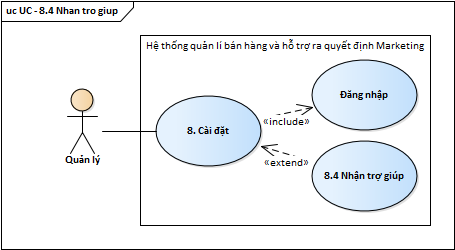 uc UC - 8.4 Nhan tro giup
Hệ thống quản lí bán hàng và hỗ trợ ra quyết định Marketing
Đăng nhập
8. Cài đặt
«include»
Quản lý
«extend»
8.4 Nhận trợ giúp